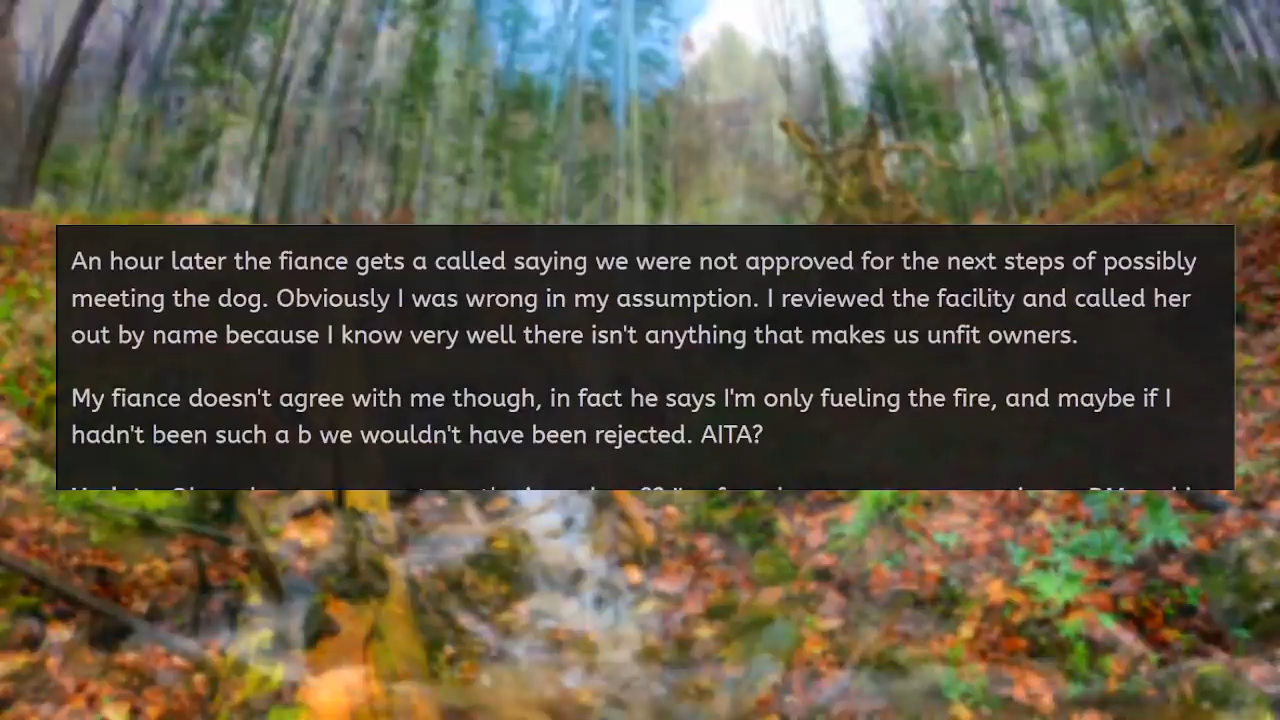 An hour later the fiance gets a called saying we were not approved for the next steps of possibly
meeting the dog. Obviously I was wrong in my assumption. I reviewed the facility and called her
out by name because I know very well there isn't anything that makes us unfit owners.
My fiance doesn't agree with me though, in fact he says I'm only fueling the fire, and maybe if I
hadn't been such a b we wouldn't have been rejected. AITA?